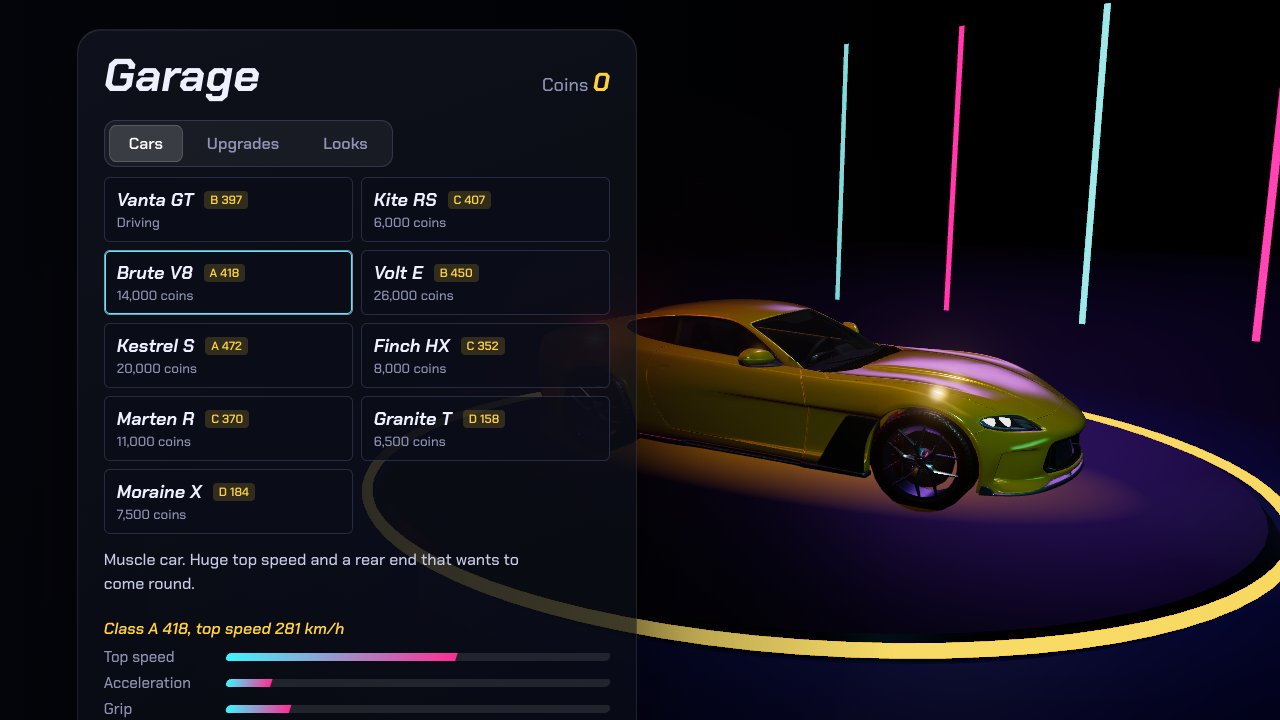 Garage
Coins 0
Cars Upgrades Looks
Vanta GT B 397
Driving
Kite RS C 407
6,000 coins
Brute V8 A 418
14,000 coins
Volt E B 450
26,000 coins
Kestrel S A 472
20,000 coins
Finch HX C 352
8,000 coins
Marten R C 370
11,000 coins
Granite T D 158
6,500 coins
Moraine X D 184
7,500 coins
Muscle car. Huge top speed and a rear end that wants to
come round.
Class A 418, top speed 281 km/h
Top speed
Acceleration
Grip